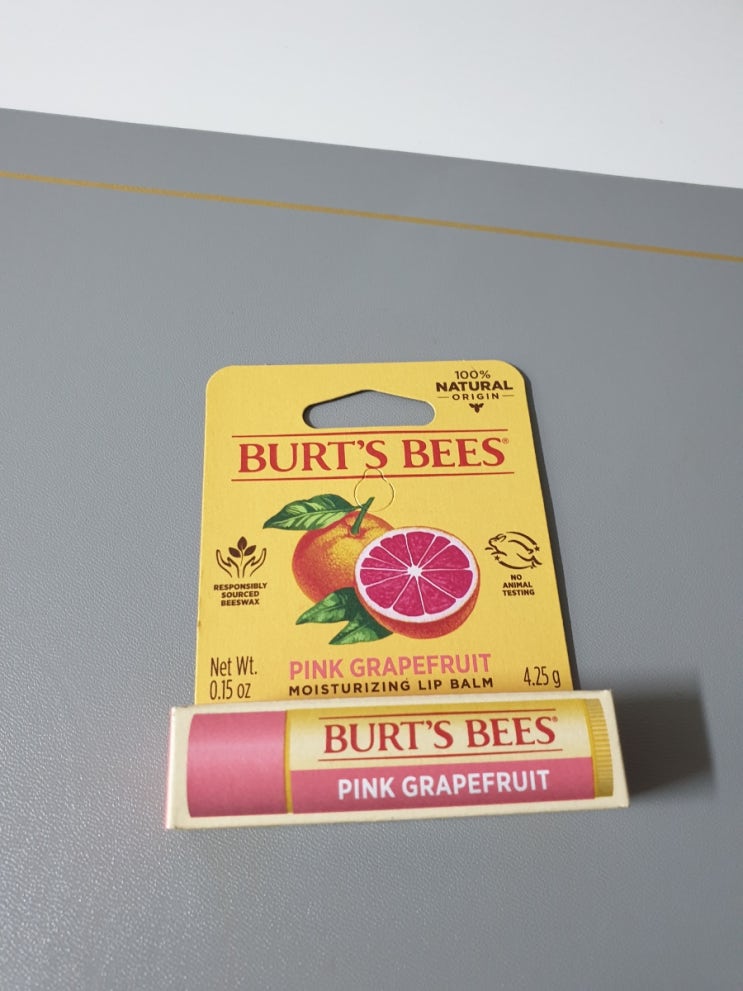 100%
NATURAL
ORIGIN
BURT'S BEES®
RESPONSIBLY
SOURCED
BEESWAX
NO
ANIMAL
TESTING
Net Wt.
0.15 oz
PINK GRAPEFRUIT
MOISTURIZING LIP BALM
4.25 g
BURT'S BEES®
PINK GRAPEFRUIT